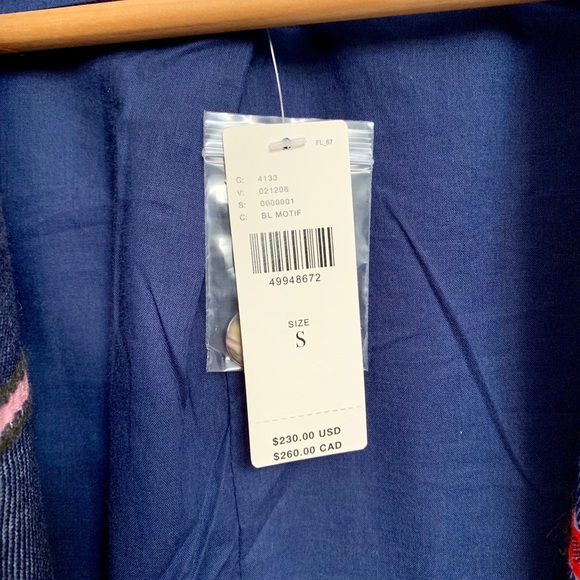 FL_67
C: 4133
V: 021206
S: 0000001
C: BL MOTIF
49948672
SIZE
S
$230.00 USD
$260.00 CAD